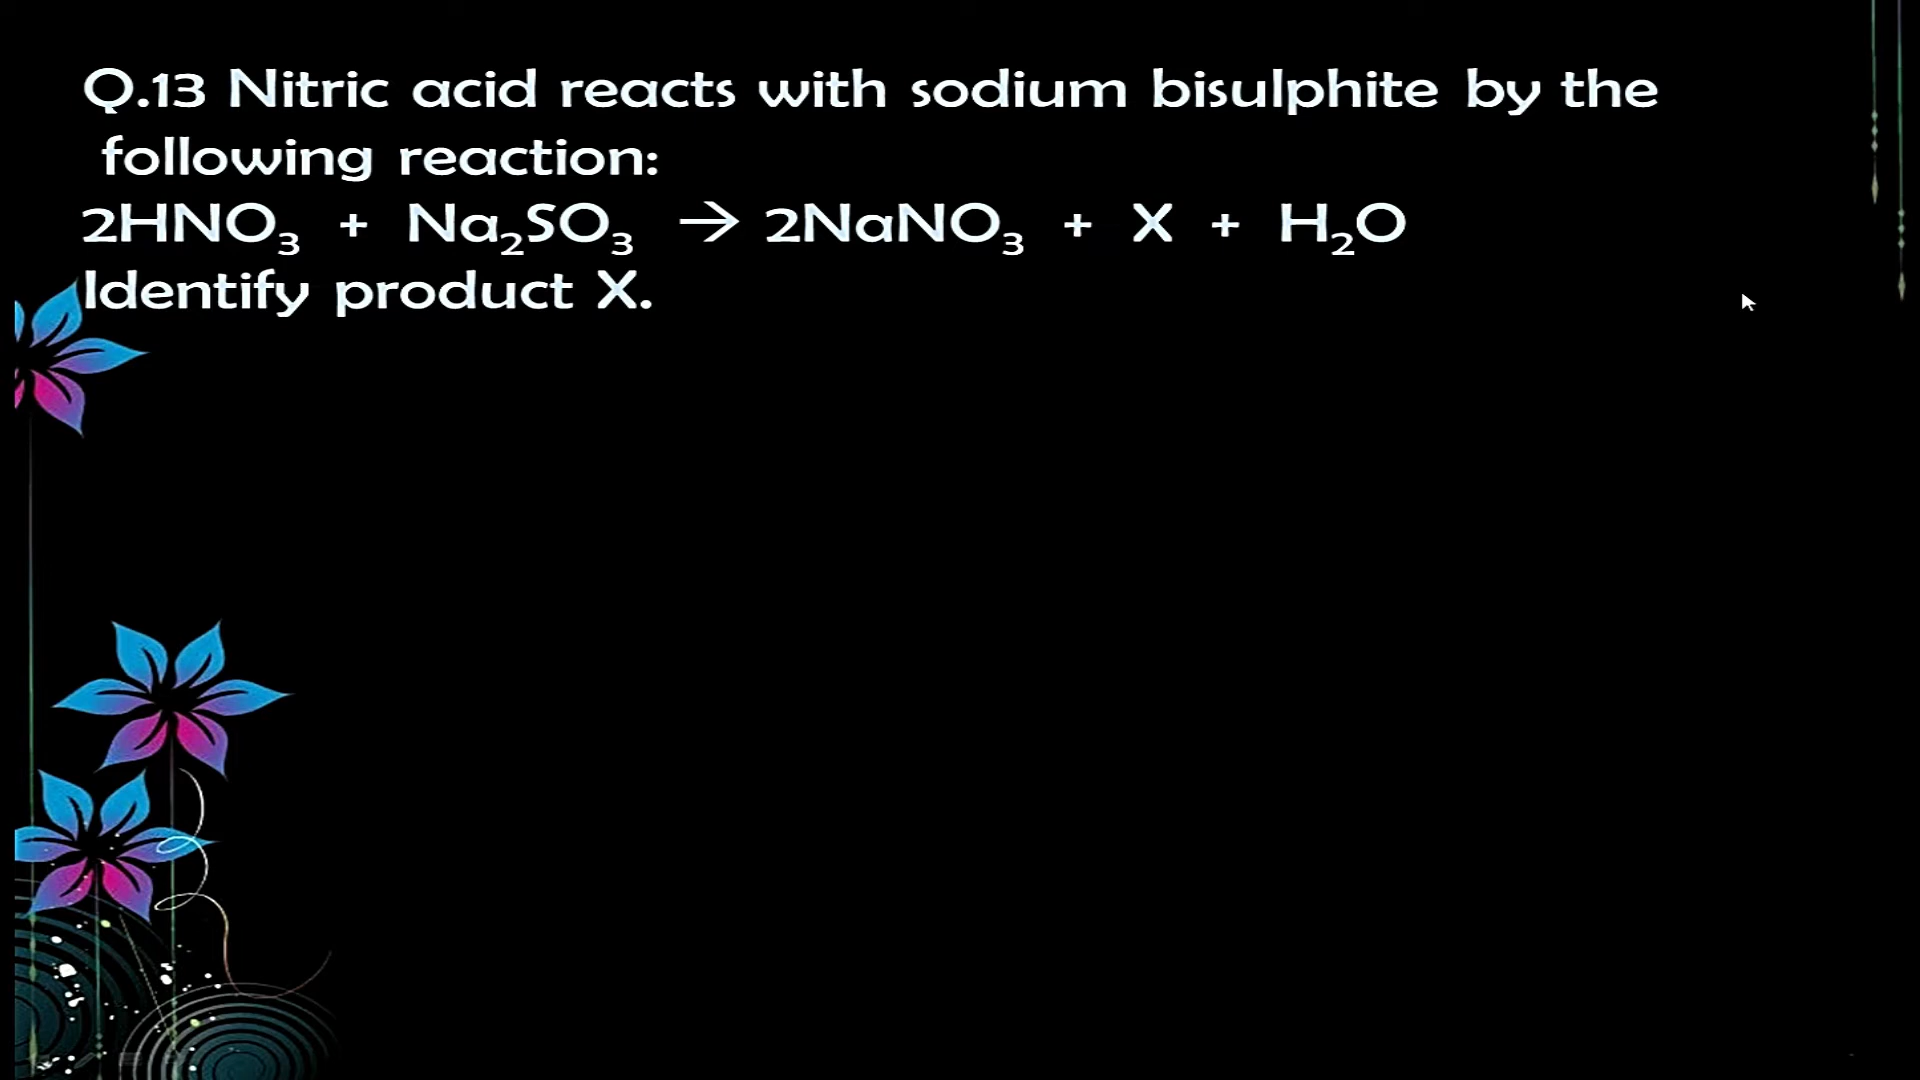 Q.13 Nitric acid reacts with sodium bisulphite by the
following reaction:
2HNO₃ + Na₂SO₃ → 2NaNO₃ + X + H₂O
Identify product X.